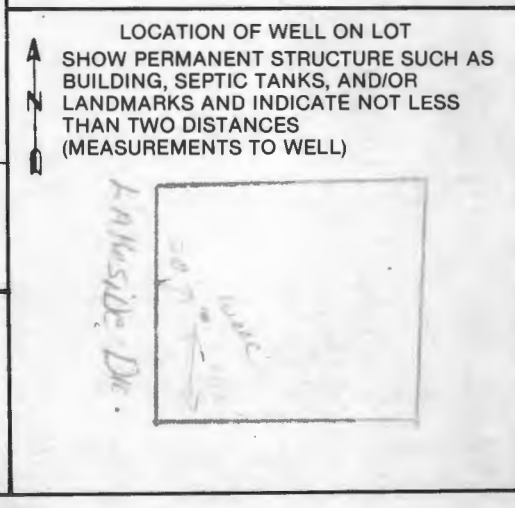 LOCATION OF WELL ON LOT
SHOW PERMANENT STRUCTURE SUCH AS
BUILDING, SEPTIC TANKS, AND/OR
N LANDMARKS AND INDICATE NOT LESS
THAN TWO DISTANCES
(MEASUREMENTS TO WELL)
LAKESIDE DR.
WELL